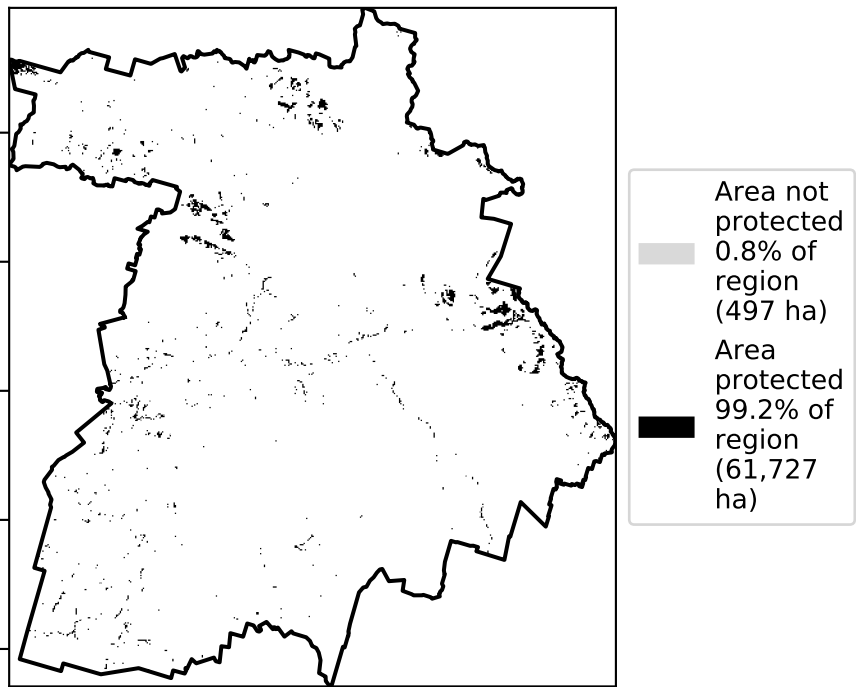 Area not
protected
0.8% of
region
(497 ha)
Area
protected
99.2% of
region
(61,727
ha)